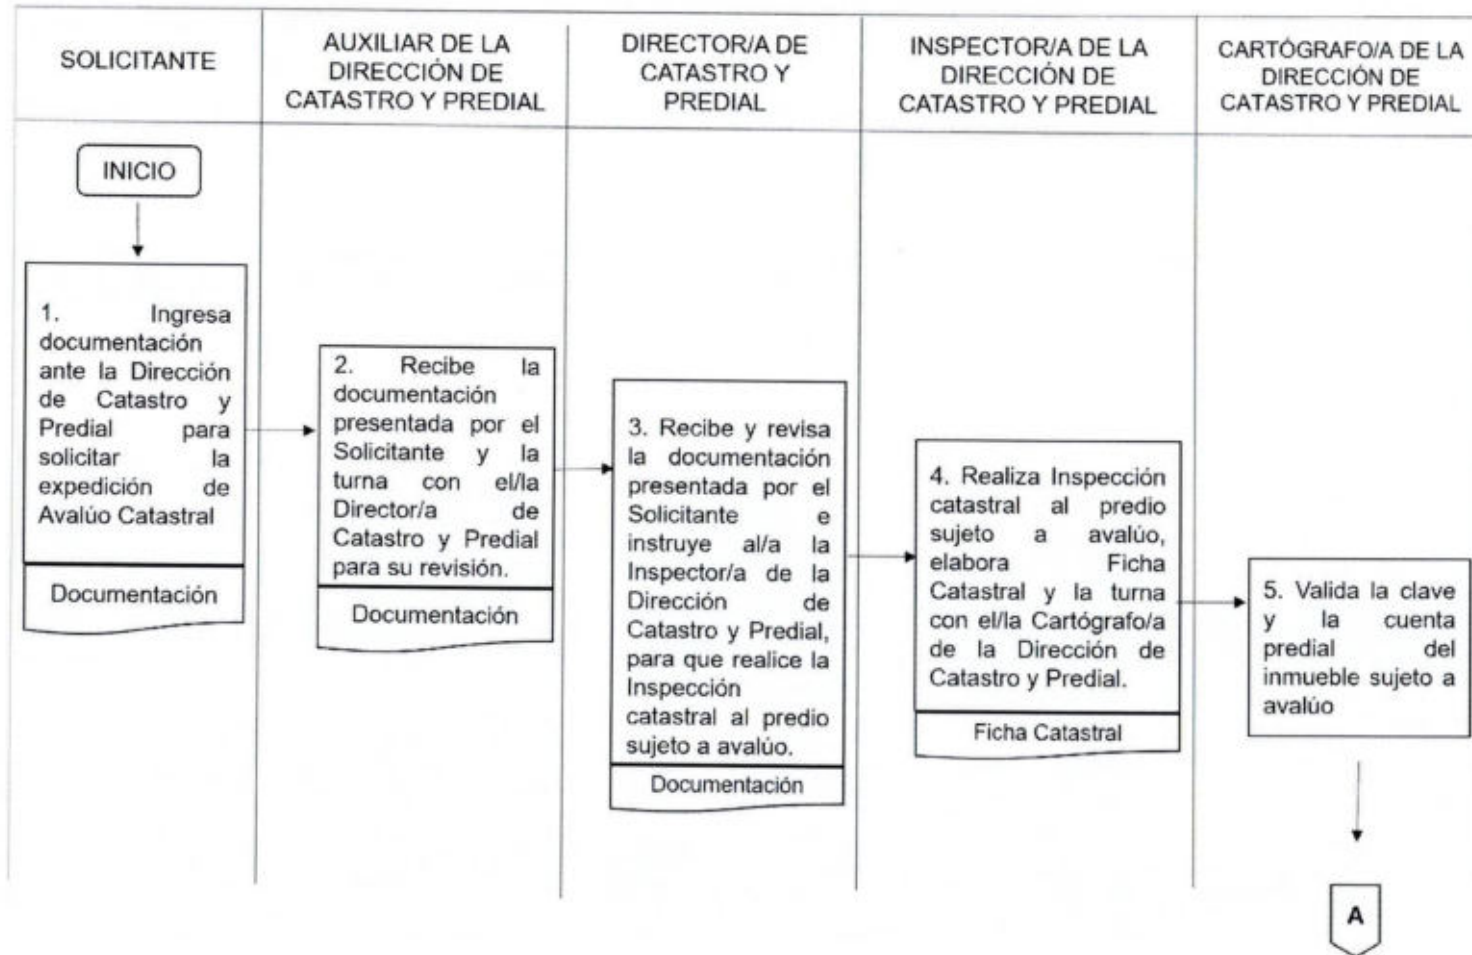 SOLICITANTE
AUXILIAR DE LA
DIRECCIÓN DE
CATASTRO Y PREDIAL
DIRECTOR/A DE
CATASTRO Y
PREDIAL
INSPECTOR/A DE LA
DIRECCIÓN DE
CATASTRO Y PREDIAL
CARTÓGRAFO/A DE LA
DIRECCIÓN DE
CATASTRO Y PREDIAL
INICIO
1. Ingresa
documentación
ante la Dirección
de Catastro y
Predial para
solicitar la
expedición de
Avalúo Catastral
Documentación
2. Recibe la
documentación
presentada por el
Solicitante y la
turna con el/la
Director/a de
Catastro y Predial
para su revisión.
Documentación
3. Recibe y revisa
la documentación
presentada por el
Solicitante e
instruye al/a la
Inspector/a de la
Dirección de
Catastro y Predial,
para que realice la
Inspección
catastral al predio
sujeto a avalúo.
Documentación
4. Realiza Inspección
catastral al predio
sujeto a avalúo,
elabora Ficha
Catastral y la turna
con el/la Cartógrafo/a
de la Dirección de
Catastro y Predial.
Ficha Catastral
5. Valida la clave
y la cuenta
predial del
inmueble sujeto a
avalúo
A